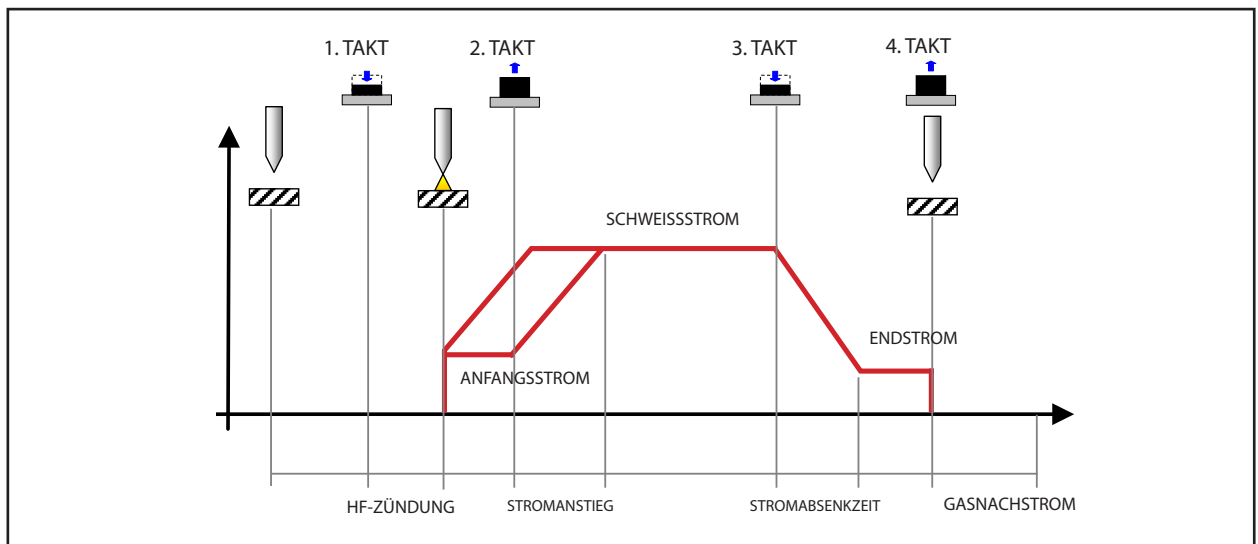 1. TAKT
2. TAKT
3. TAKT
4. TAKT
SCHWEISSSTROM
ENDSTROM
ANFANGSSTROM
HF-ZÜNDUNG
STROMANSTIEG
STROMABSENKZEIT
GASNACHSTROM